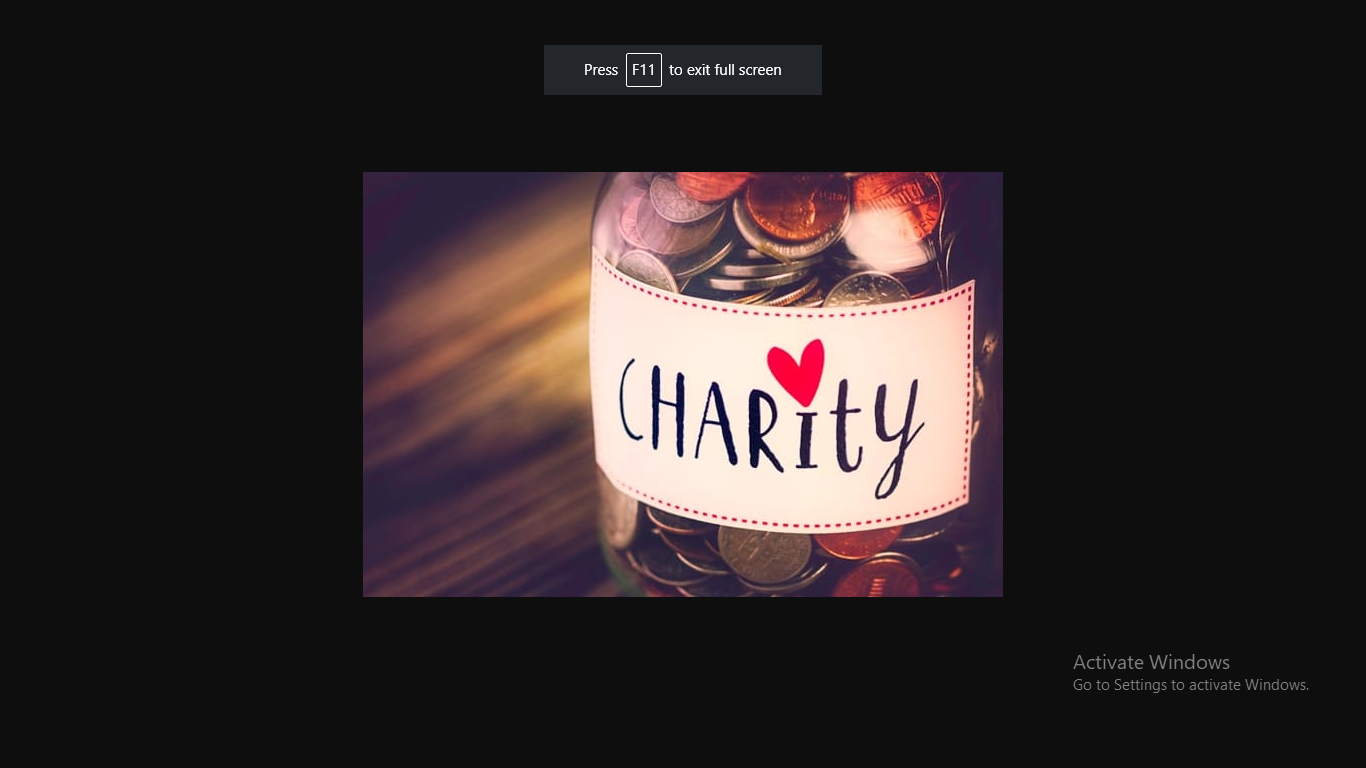 Press F11 to exit full screen
CHARity
Activate Windows
Go to Settings to activate Windows.